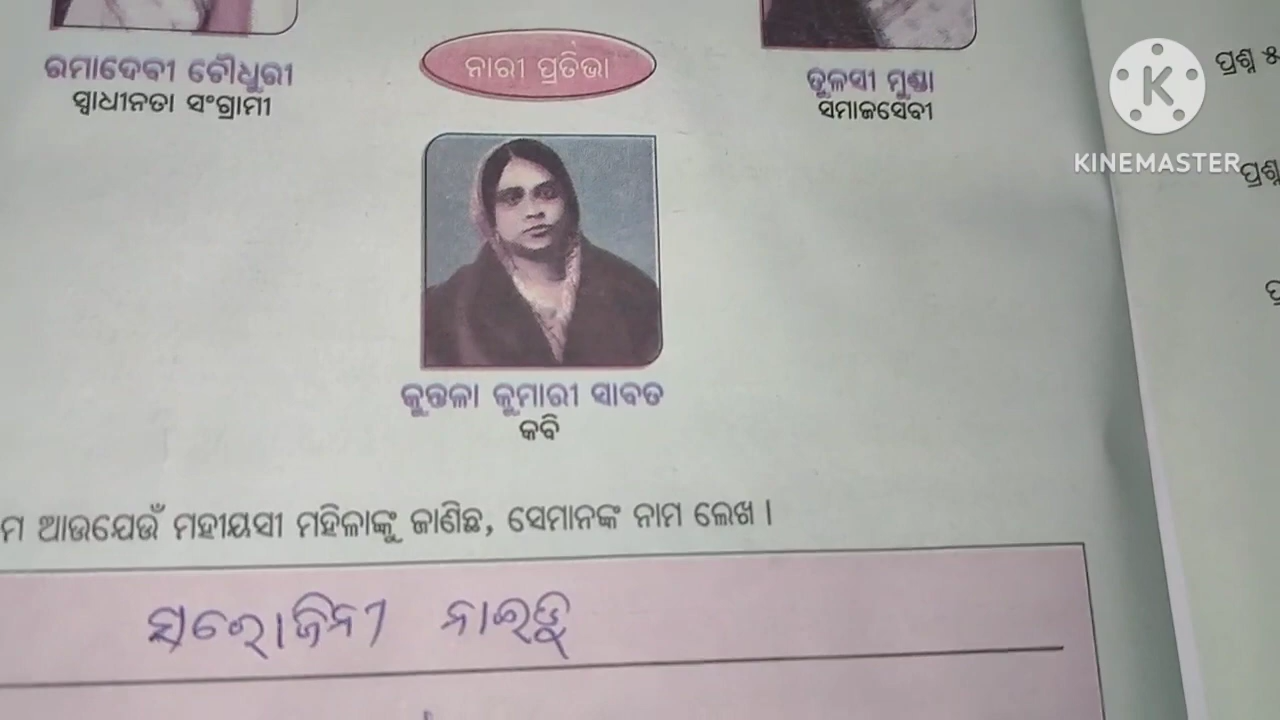 ରମାଦେବୀ ଚୌଧୁରୀ
ସ୍ୱାଧୀନତା ସଂଗ୍ରାମୀ
ନାରୀ ପ୍ରତିଭା
ତୁଳସୀ ମୁଣ୍ଡା
ସମାଜସେବୀ
KINEMASTER
ପ୍ରଶ୍ନ ୫
ପ୍ରଶ୍ନ
କୁନ୍ତଳା କୁମାରୀ ସାବତ
କବି
ମ ଆଉଯେଉଁ ମହୀୟସୀ ମହିଳାଙ୍କୁ ଜାଣିଛ, ସେମାନଙ୍କ ନାମ ଲେଖ ।
ସରୋଜିନୀ ନାଇଡୁ